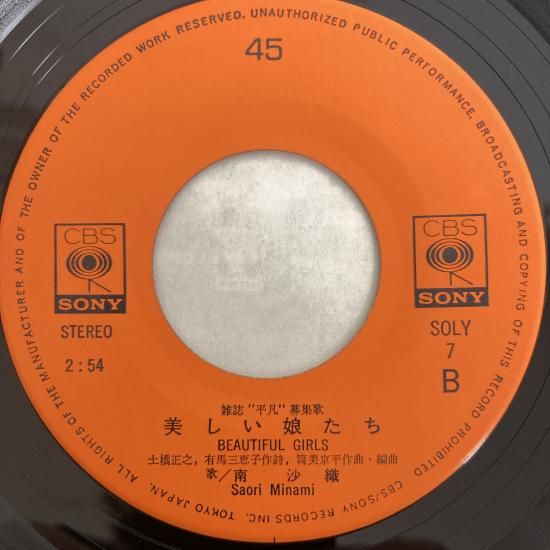 ALL RIGHTS OF THE MANUFACTURER AND OF THE OWNER OF THE RECORDED WORK RESERVED. UNAUTHORIZED PUBLIC PERFORMANCE, BROADCASTING AND COPYING OF THIS RECORD PROHIBITED
45
CBS
SONY
STEREO
2:54
CBS
SONY
SOLY
7
B
雑誌“平凡”募集歌
美しい娘たち
BEAUTIFUL GIRLS
土橋正之,有馬三恵子作詩,筒美京平作曲・編曲
歌/南 沙織
Saori Minami
CBS/SONY RECORDS INC. TOKYO JAPAN.